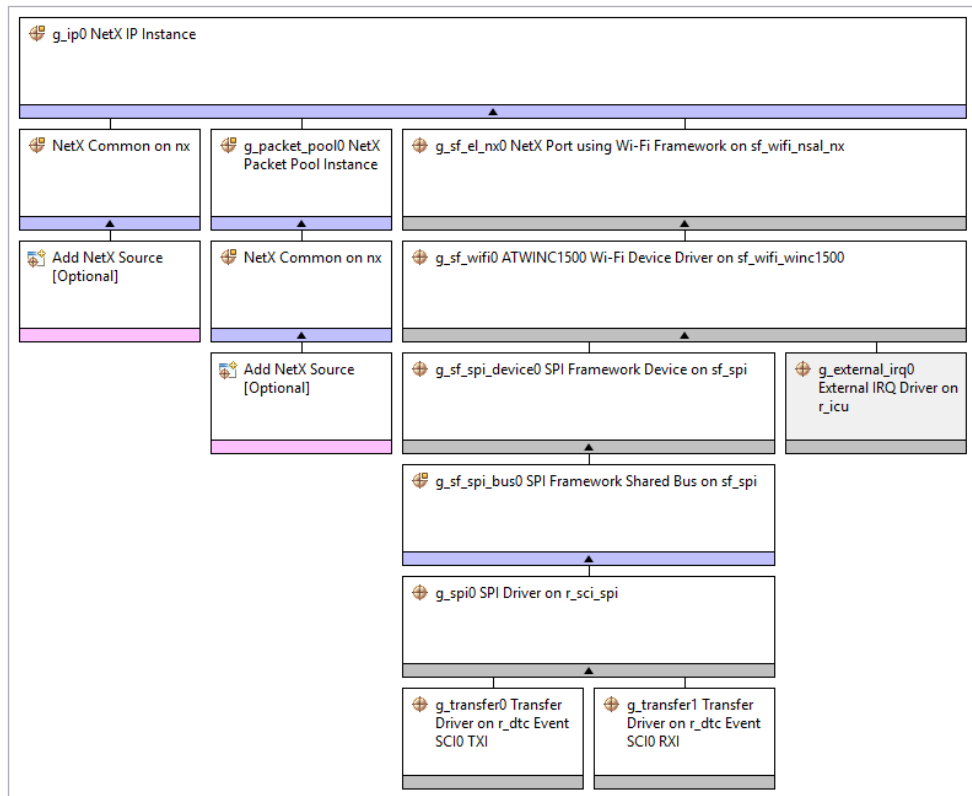 g_ip0 NetX IP Instance
NetX Common on nx
g_packet_pool0 NetX
Packet Pool Instance
g_sf_el_nx0 NetX Port using Wi-Fi Framework on sf_wifi_nsal_nx
Add NetX Source
[Optional]
NetX Common on nx
g_sf_wifi0 ATWINC1500 Wi-Fi Device Driver on sf_wifi_winc1500
Add NetX Source
[Optional]
g_sf_spi_device0 SPI Framework Device on sf_spi
g_external_irq0
External IRQ Driver on
r_icu
g_sf_spi_bus0 SPI Framework Shared Bus on sf_spi
g_spi0 SPI Driver on r_sci_spi
g_transfer0 Transfer
Driver on r_dtc Event
SCI0 TXI
g_transfer1 Transfer
Driver on r_dtc Event
SCI0 RXI